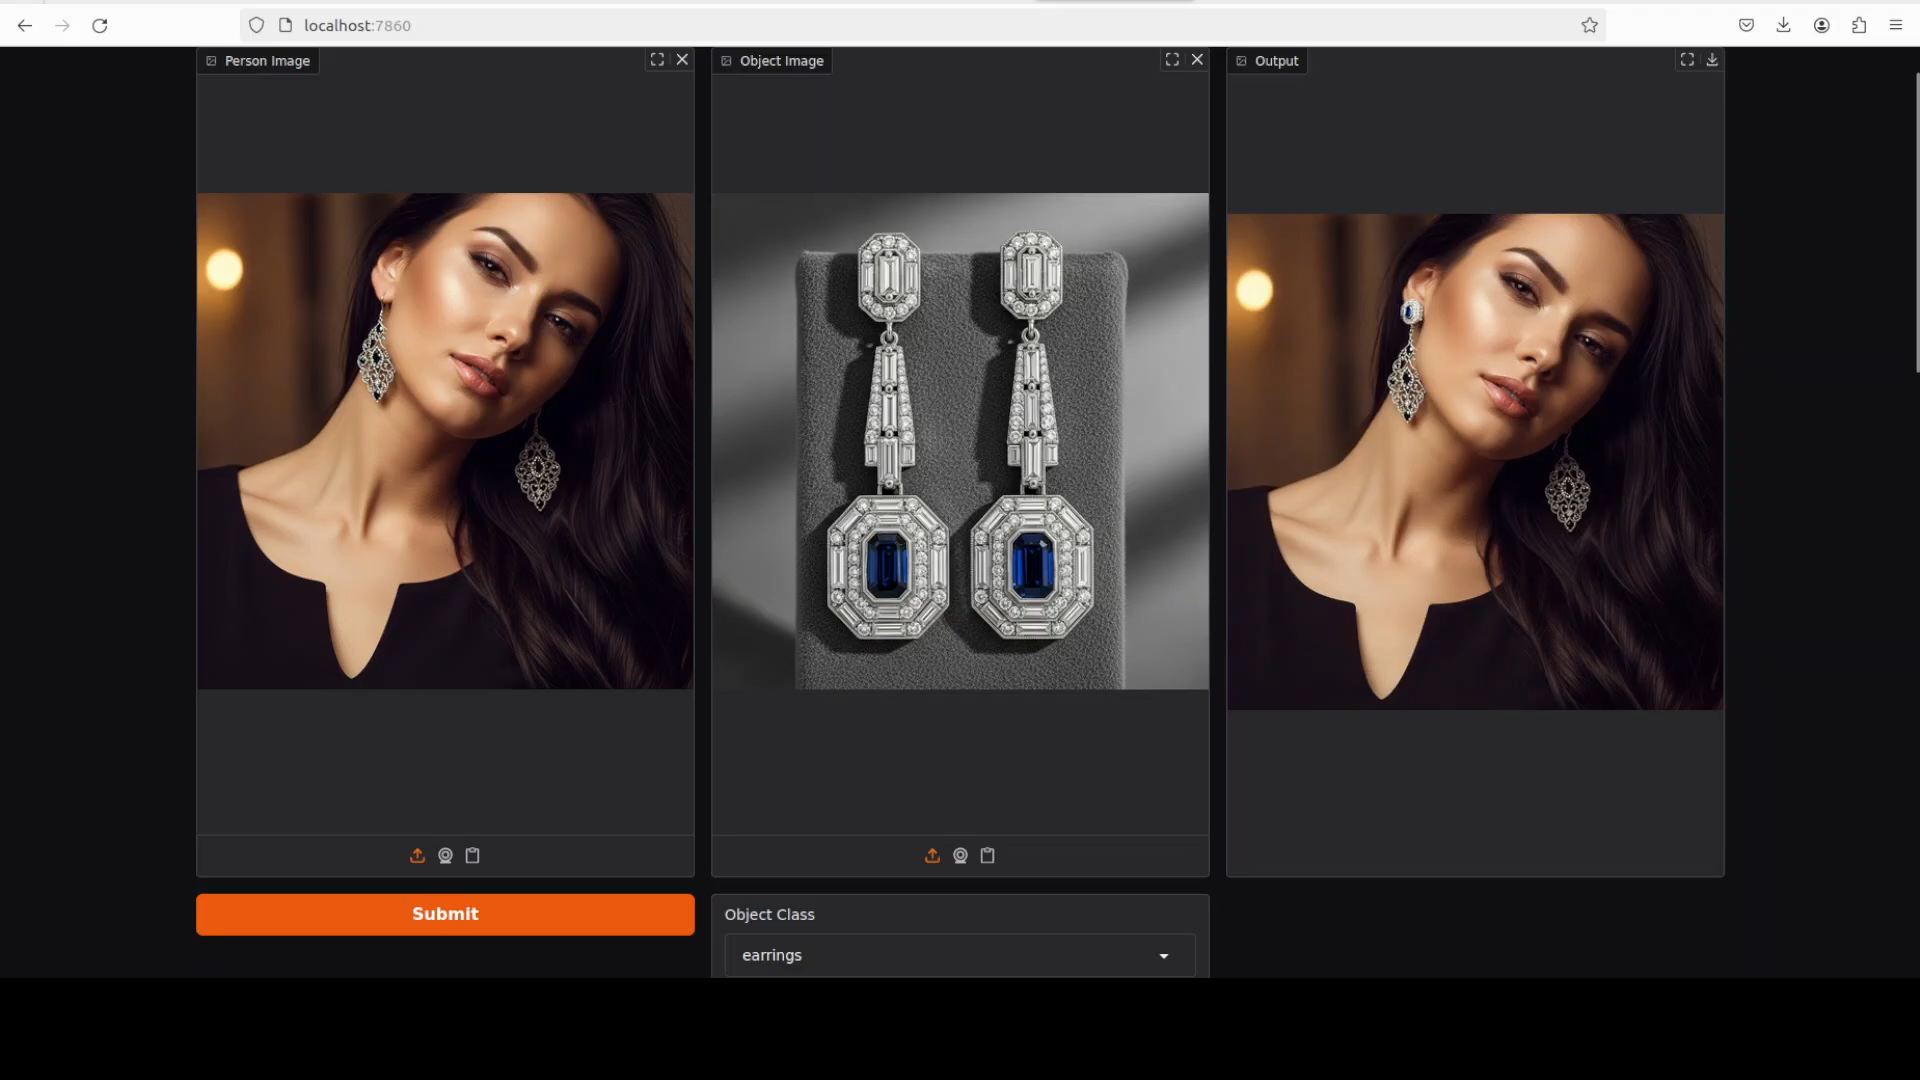 localhost:7860
Person Image
Object Image
Output
Submit
Object Class
earrings